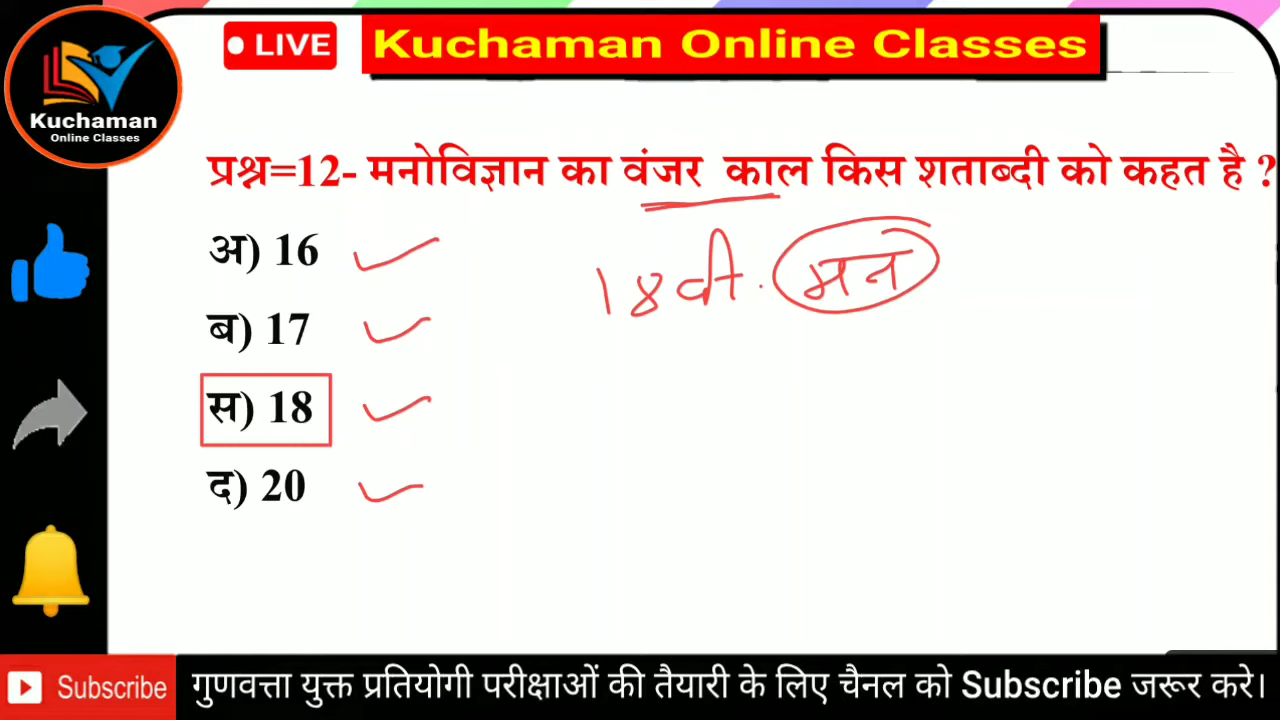 LIVE
Kuchaman Online Classes
Kuchaman
Online Classes
प्रश्न=12- मनोविज्ञान का वंजर काल किस शताब्दी को कहत है ?
अ) 16
ब) 17
स) 18
द) 20
18वी. मन
Subscribe
गुणवत्ता युक्त प्रतियोगी परीक्षाओं की तैयारी के लिए चैनल को Subscribe जरूर करे।